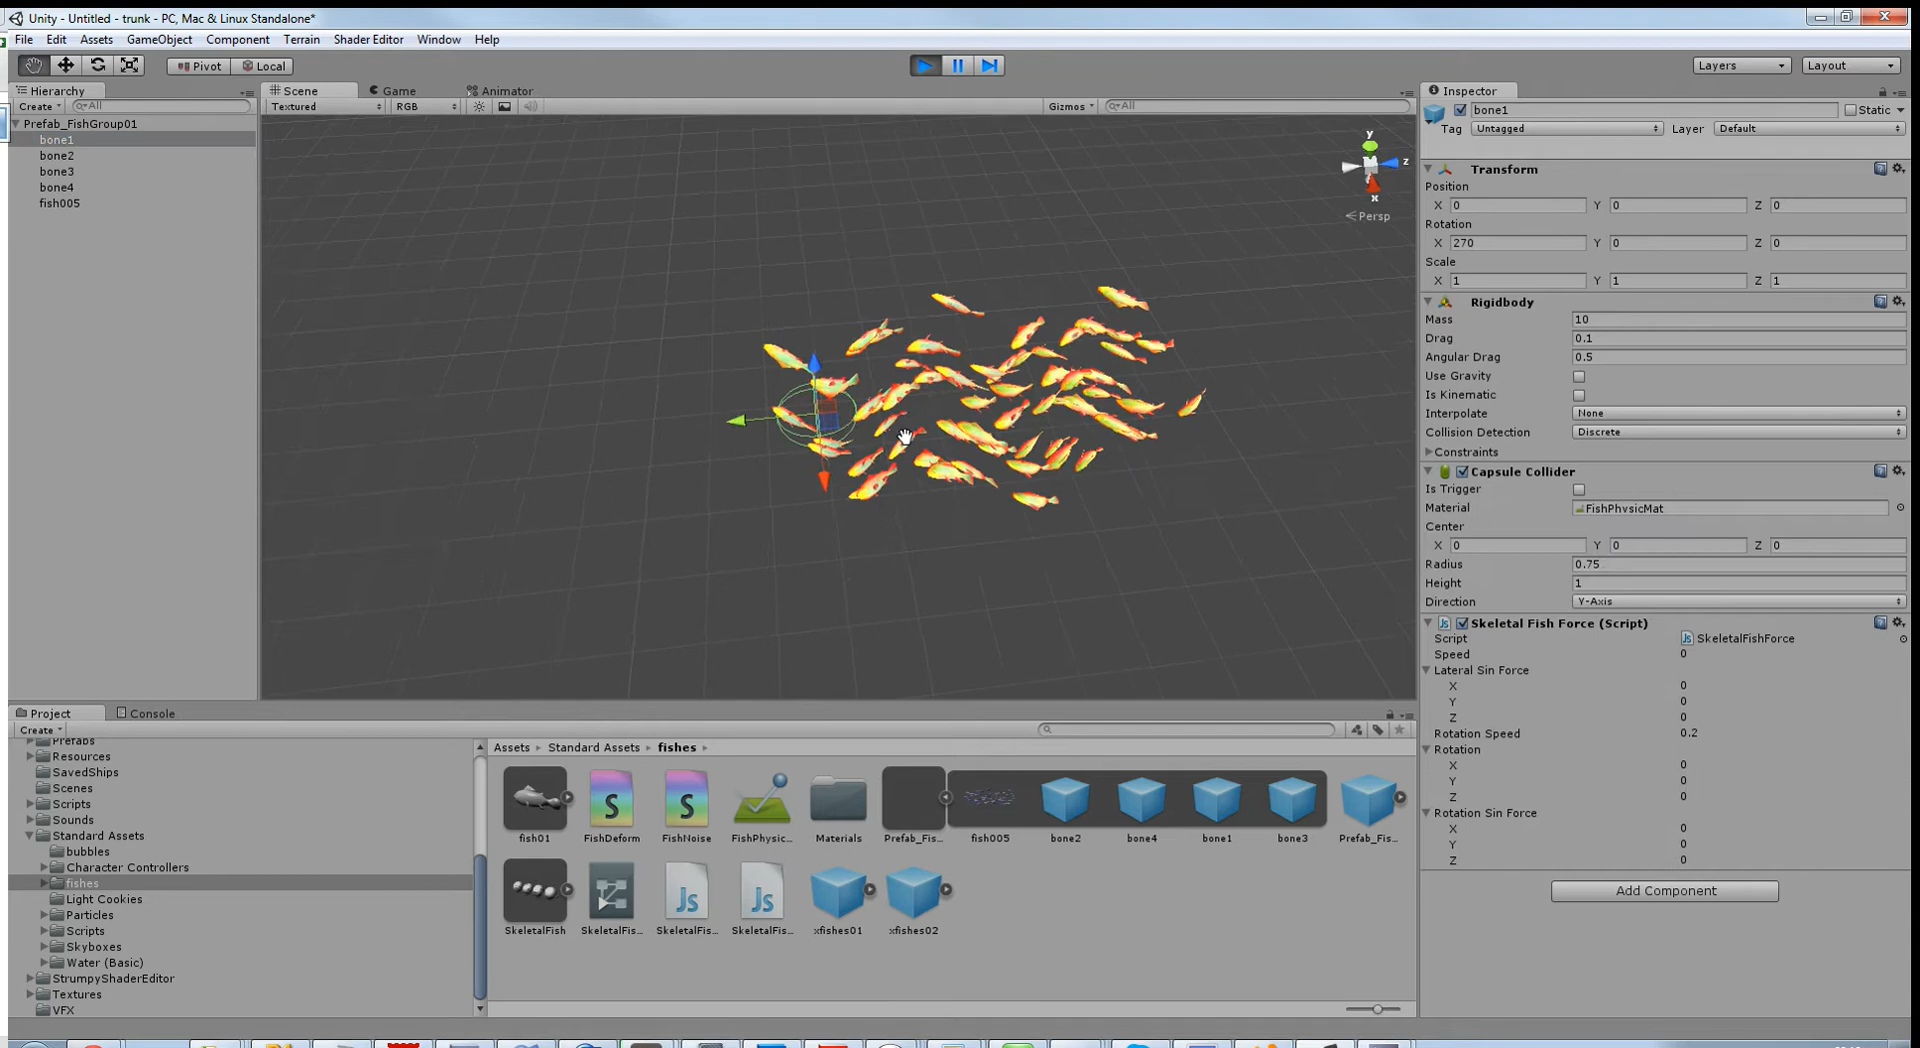 Unity - Untitled - trunk - PC, Mac & Linux Standalone*
File Edit Assets GameObject Component Terrain Shader Editor Window Help
Pivot Local Layers Layout
Hierarchy
Create All
Prefab_FishGroup01
bone1
bone2
bone3
bone4
fish005
Scene Game Animator
Textured RGB Gizmos All
y
z
x
Persp
Inspector
bone1 Static
Tag Untagged Layer Default
Transform
Position
X 0 Y 0 Z 0
Rotation
X 270 Y 0 Z 0
Scale
X 1 Y 1 Z 1
Rigidbody
Mass 10
Drag 0.1
Angular Drag 0.5
Use Gravity
Is Kinematic
Interpolate None
Collision Detection Discrete
Constraints
Capsule Collider
Is Trigger
Material FishPhysicMat
Center
X 0 Y 0 Z 0
Radius 0.75
Height 1
Direction Y-Axis
Skeletal Fish Force (Script)
Script SkeletalFishForce
Speed 0
Lateral Sin Force
X 0
Y 0
Z 0
Rotation Speed 0.2
Rotation
X 0
Y 0
Z 0
Rotation Sin Force
X 0
Y 0
Z 0
Add Component
Project Console
Create
Prefabs
Resources
SavedShips
Scenes
Scripts
Sounds
Standard Assets
bubbles
Character Controllers
fishes
Light Cookies
Particles
Scripts
Skyboxes
Water (Basic)
StrumpyShaderEditor
Textures
VFX
Assets Standard Assets fishes
fish01 FishDeform FishNoise FishPhysic... Materials Prefab_Fis... fish005 bone2 bone4 bone1 bone3 Prefab_Fis...
SkeletalFish SkeletalFis... SkeletalFis... SkeletalFis... xfishes01 xfishes02